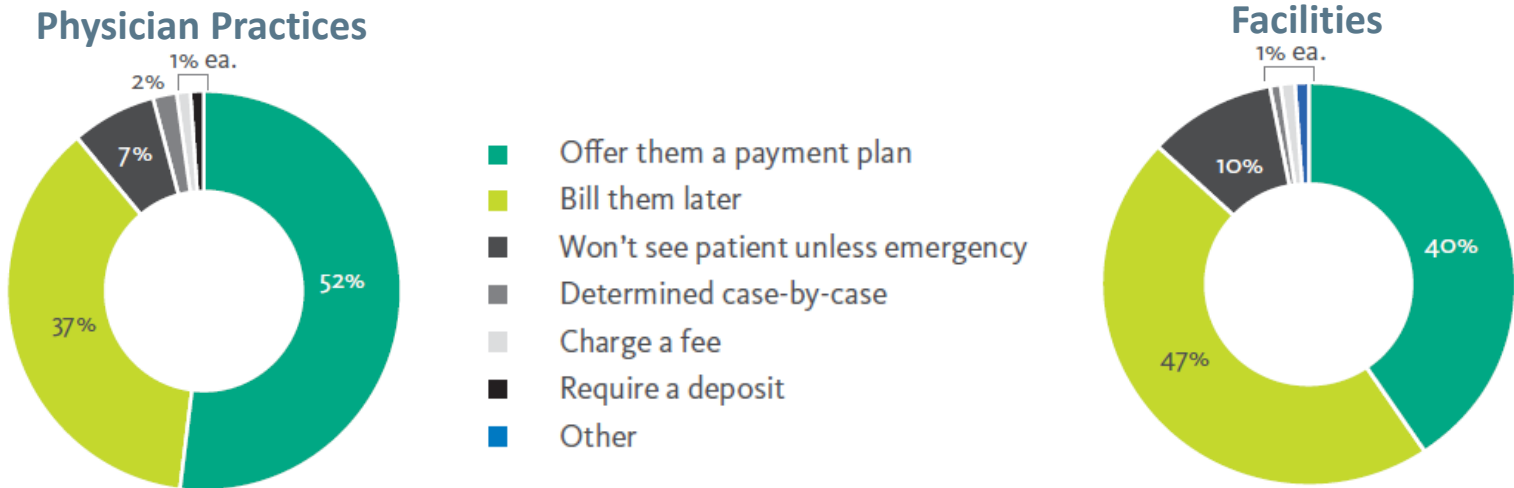 Physician Practices
1% ea.
2%
7%
52%
37%
Offer them a payment plan
Bill them later
Won't see patient unless emergency
Determined case-by-case
Charge a fee
Require a deposit
Other
Facilities
1% ea.
10%
40%
47%